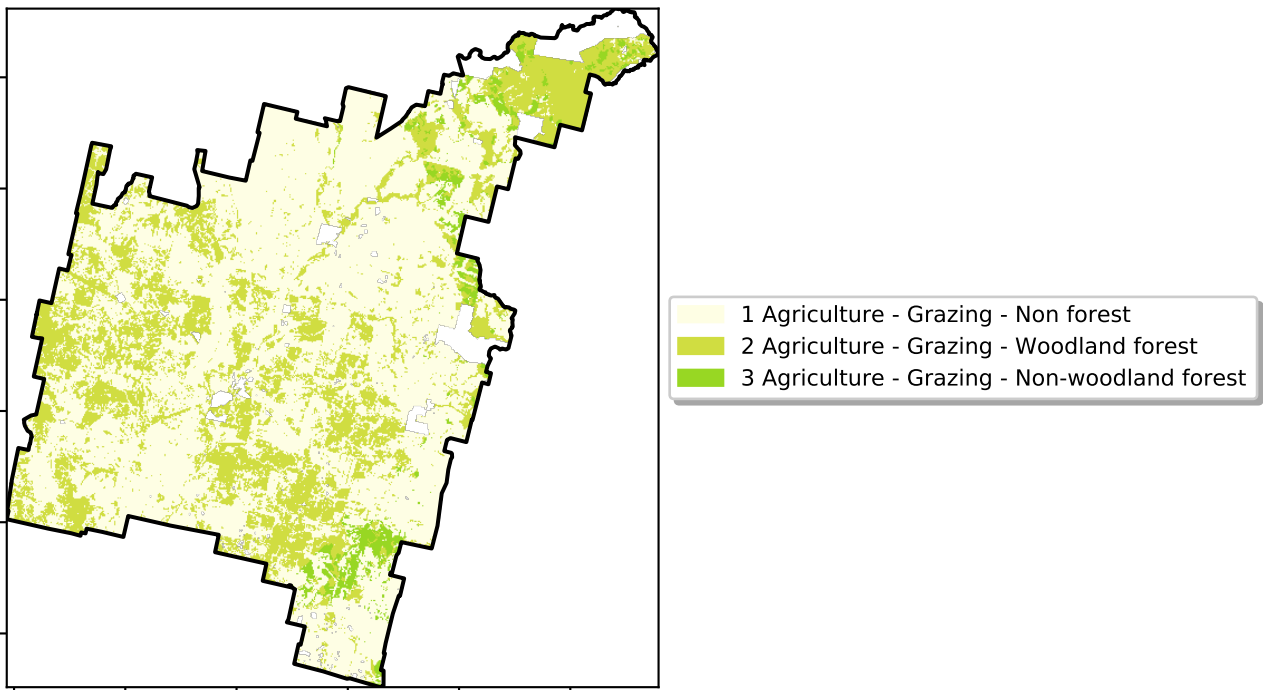 1 Agriculture - Grazing - Non forest
2 Agriculture - Grazing - Woodland forest
3 Agriculture - Grazing - Non-woodland forest